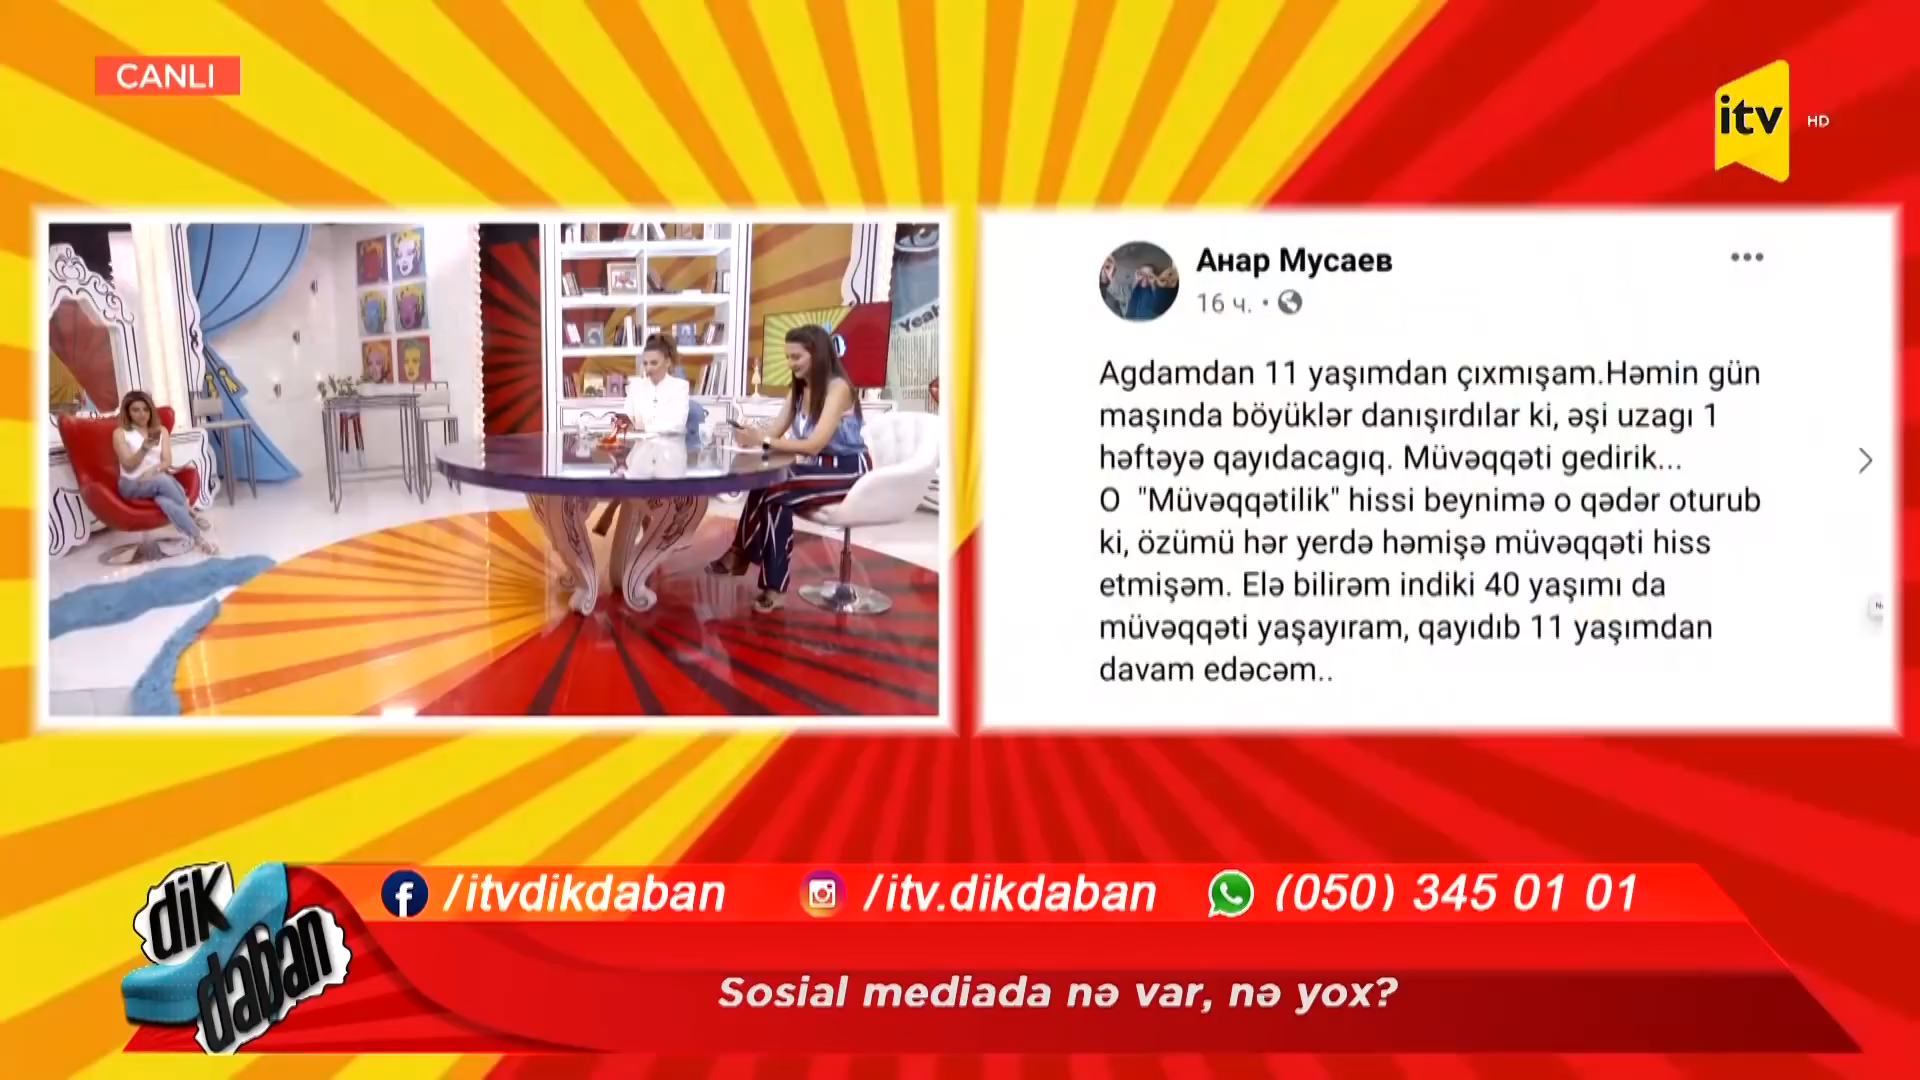 CANLI
itv HD
Анар Мусаев
16 ч.
Agdamdan 11 yaşımdan çıxmışam.Həmin gün
maşında böyüklər danışırdılar ki, əşi uzagı 1
həftəyə qayıdacagıq. Müvəqqəti gedirik...
O "Müvəqqətilik" hissi beynimə o qədər oturub
ki, özümü hər yerdə həmişə müvəqqəti hiss
etmişəm. Elə bilirəm indiki 40 yaşımı da
müvəqqəti yaşayıram, qayıdıb 11 yaşımdan
davam edəcəm..
dik
daban
/itvdikdaban
/itv.dikdaban
(050) 345 01 01
Sosial mediada nə var, nə yox?